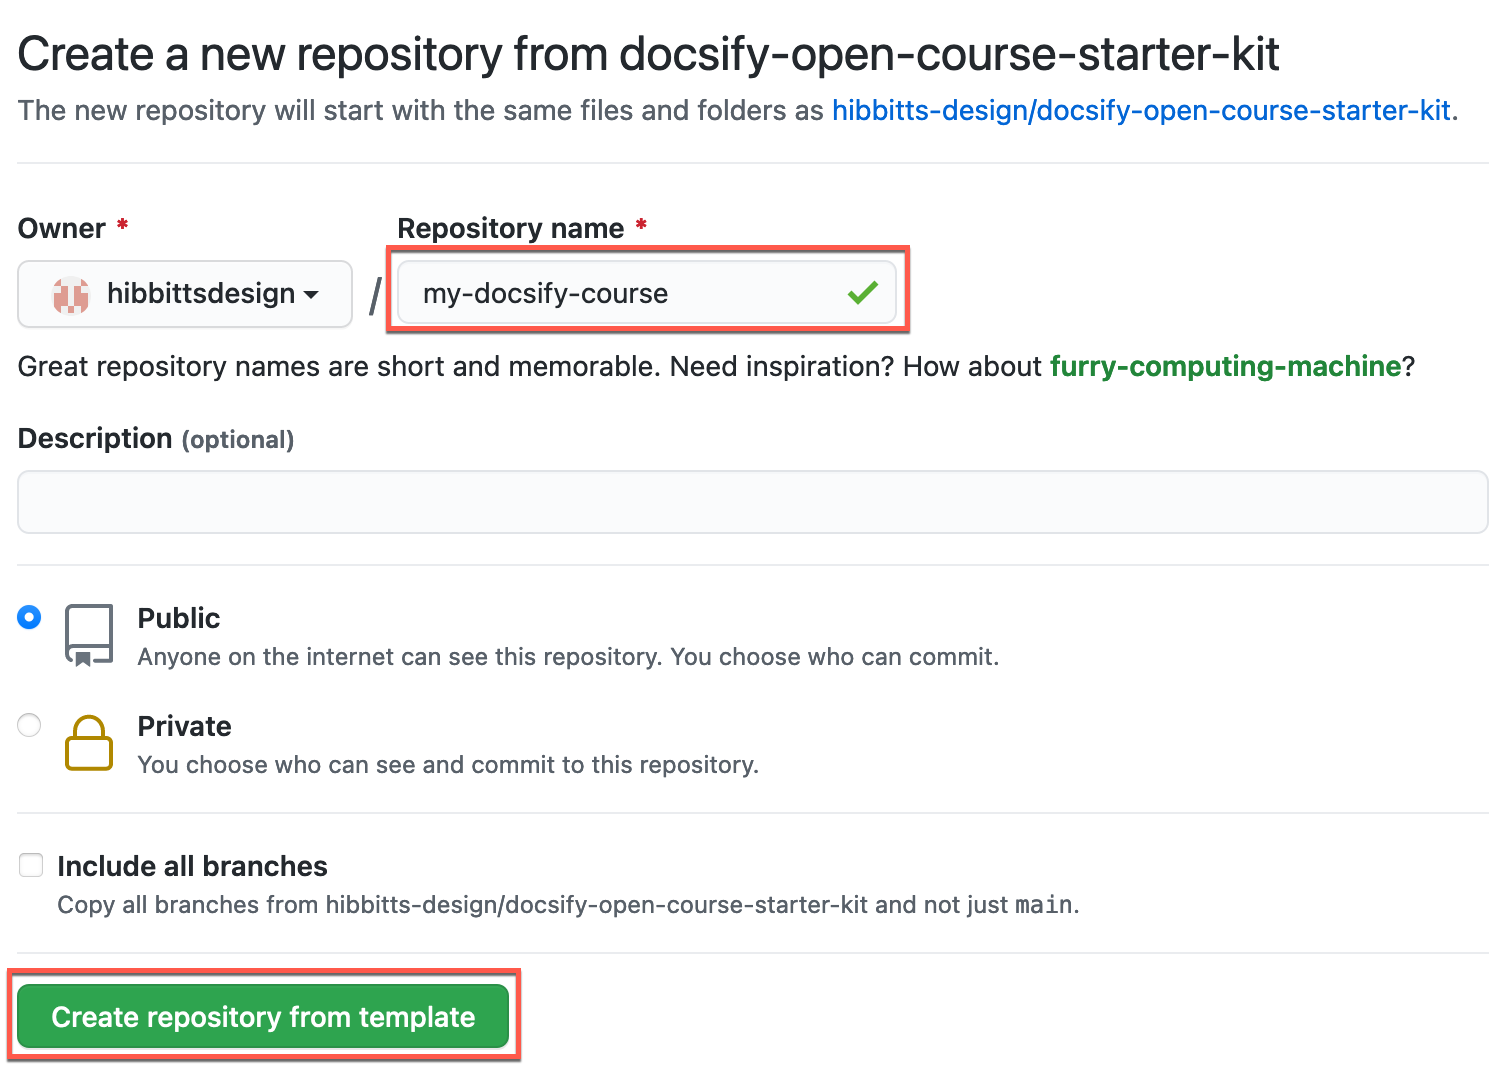 Create a new repository from docsify-open-course-starter-kit
The new repository will start with the same files and folders as hibbitts-design/docsify-open-course-starter-kit.
Owner *
Repository name *
hibbittsdesign
/
my-docsify-course
Great repository names are short and memorable. Need inspiration? How about furry-computing-machine?
Description (optional)
Public
Anyone on the internet can see this repository. You choose who can commit.
Private
You choose who can see and commit to this repository.
Include all branches
Copy all branches from hibbitts-design/docsify-open-course-starter-kit and not just main.
Create repository from template